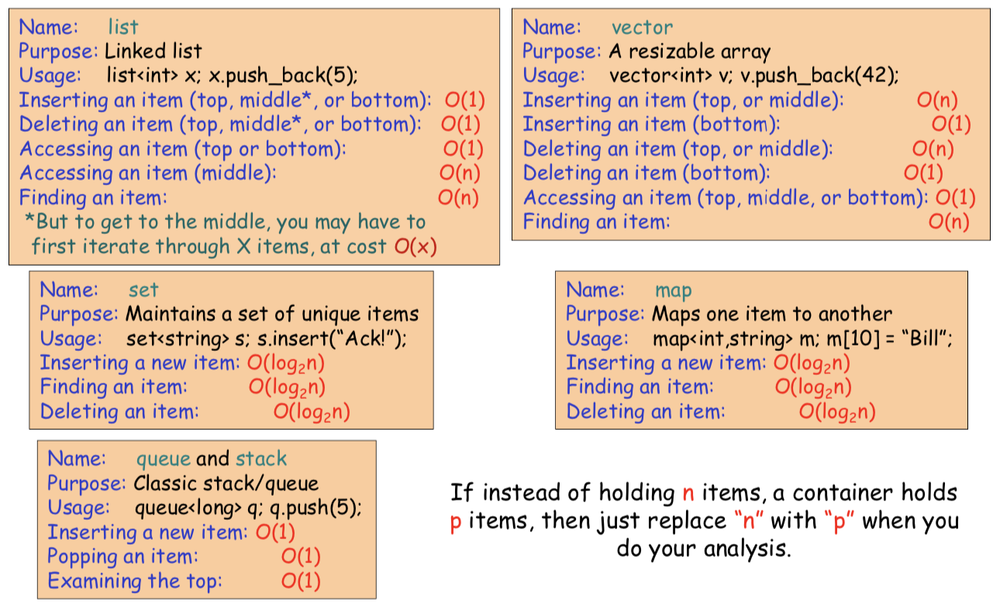 Name: list
Purpose: Linked list
Usage: list<int> x; x.push_back(5);
Inserting an item (top, middle*, or bottom): O(1)
Deleting an item (top, middle*, or bottom): O(1)
Accessing an item (top or bottom): O(1)
Accessing an item (middle): O(n)
Finding an item: O(n)
*But to get to the middle, you may have to
first iterate through X items, at cost O(x)
Name: vector
Purpose: A resizable array
Usage: vector<int> v; v.push_back(42);
Inserting an item (top, or middle): O(n)
Inserting an item (bottom): O(1)
Deleting an item (top, or middle): O(n)
Deleting an item (bottom): O(1)
Accessing an item (top, middle, or bottom): O(1)
Finding an item: O(n)
Name: set
Purpose: Maintains a set of unique items
Usage: set<string> s; s.insert(“Ack!”);
Inserting a new item: O(log₂n)
Finding an item: O(log₂n)
Deleting an item: O(log₂n)
Name: map
Purpose: Maps one item to another
Usage: map<int,string> m; m[10] = “Bill”;
Inserting a new item: O(log₂n)
Finding an item: O(log₂n)
Deleting an item: O(log₂n)
Name: queue and stack
Purpose: Classic stack/queue
Usage: queue<long> q; q.push(5);
Inserting a new item: O(1)
Popping an item: O(1)
Examining the top: O(1)
If instead of holding n items, a container holds
p items, then just replace “n” with “p” when you
do your analysis.